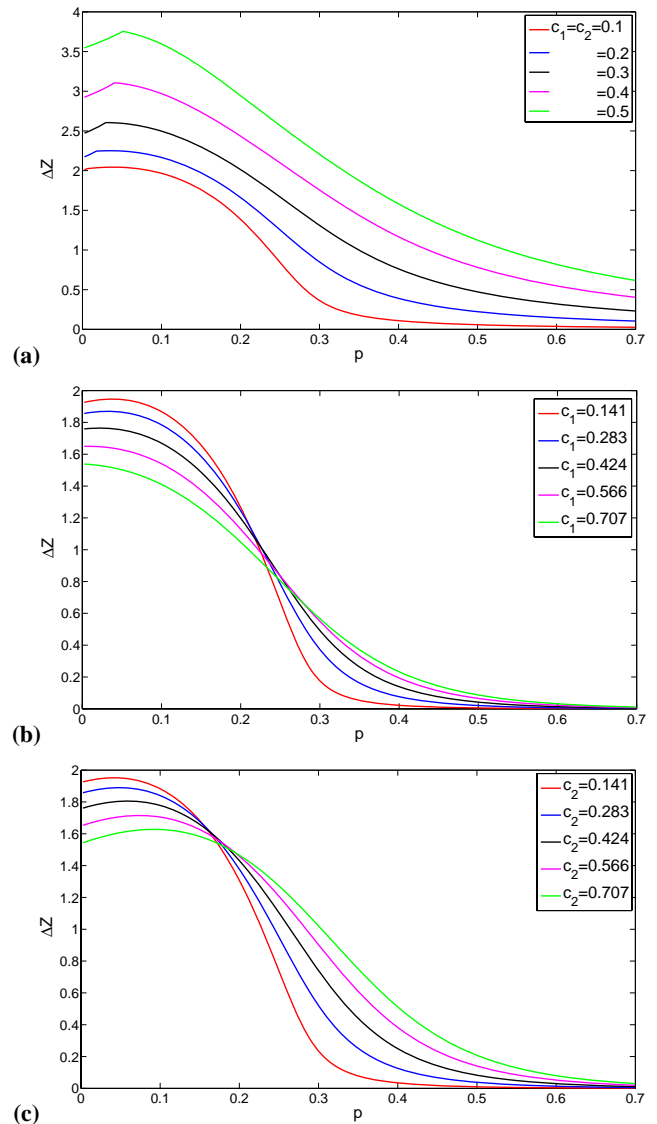 4
3.5
3
2.5
2
1.5
1
0.5
0
ΔZ
c₁=c₂=0.1
=0.2
=0.3
=0.4
=0.5
0 0.1 0.2 0.3 0.4 0.5 0.6 0.7
p
(a)
2
1.8
1.6
1.4
1.2
1
0.8
0.6
0.4
0.2
0
ΔZ
c₁=0.141
c₁=0.283
c₁=0.424
c₁=0.566
c₁=0.707
0 0.1 0.2 0.3 0.4 0.5 0.6 0.7
p
(b)
2
1.8
1.6
1.4
1.2
1
0.8
0.6
0.4
0.2
0
ΔZ
c₂=0.141
c₂=0.283
c₂=0.424
c₂=0.566
c₂=0.707
0 0.1 0.2 0.3 0.4 0.5 0.6 0.7
p
(c)